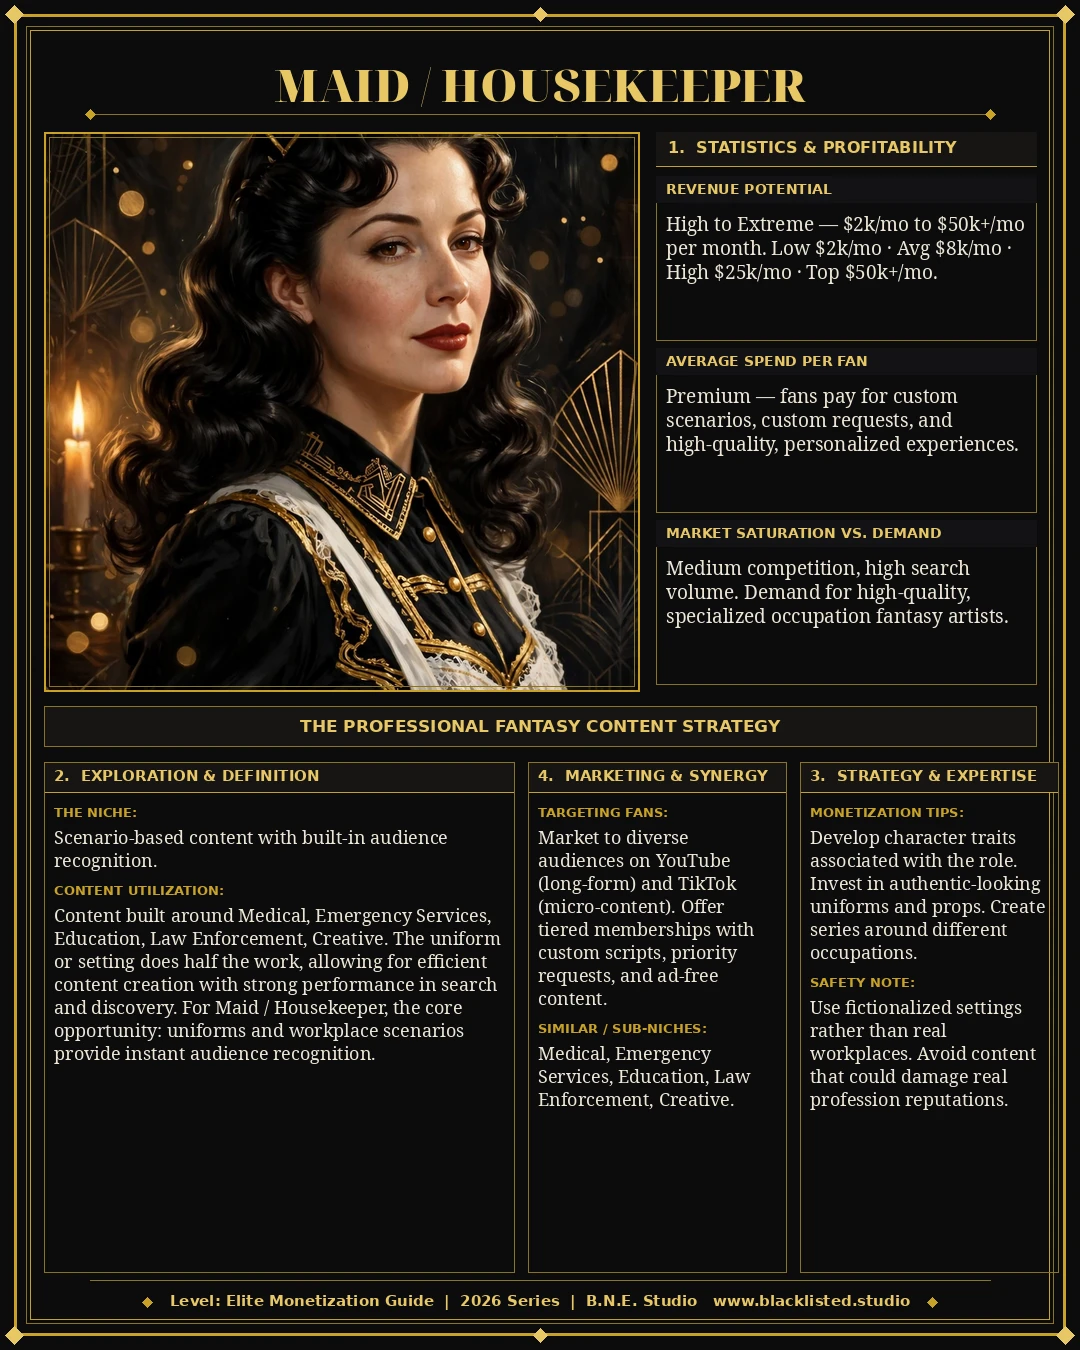 MAID / HOUSEKEEPER
1. STATISTICS & PROFITABILITY
REVENUE POTENTIAL
High to Extreme — $2k/mo to $50k+/mo
per month. Low $2k/mo · Avg $8k/mo ·
High $25k/mo · Top $50k+/mo.
AVERAGE SPEND PER FAN
Premium — fans pay for custom
scenarios, custom requests, and
high-quality, personalized experiences.
MARKET SATURATION VS. DEMAND
Medium competition, high search
volume. Demand for high-quality,
specialized occupation fantasy artists.
THE PROFESSIONAL FANTASY CONTENT STRATEGY
2. EXPLORATION & DEFINITION
THE NICHE:
Scenario-based content with built-in audience
recognition.
CONTENT UTILIZATION:
Content built around Medical, Emergency Services,
Education, Law Enforcement, Creative. The uniform
or setting does half the work, allowing for efficient
content creation with strong performance in search
and discovery. For Maid / Housekeeper, the core
opportunity: uniforms and workplace scenarios
provide instant audience recognition.
4. MARKETING & SYNERGY
TARGETING FANS:
Market to diverse
audiences on YouTube
(long-form) and TikTok
(micro-content). Offer
tiered memberships with
custom scripts, priority
requests, and ad-free
content.
SIMILAR / SUB-NICHES:
Medical, Emergency
Services, Education, Law
Enforcement, Creative.
3. STRATEGY & EXPERTISE
MONETIZATION TIPS:
Develop character traits
associated with the role.
Invest in authentic-looking
uniforms and props. Create
series around different
occupations.
SAFETY NOTE:
Use fictionalized settings
rather than real
workplaces. Avoid content
that could damage real
profession reputations.
Level: Elite Monetization Guide | 2026 Series | B.N.E. Studio www.blacklisted.studio